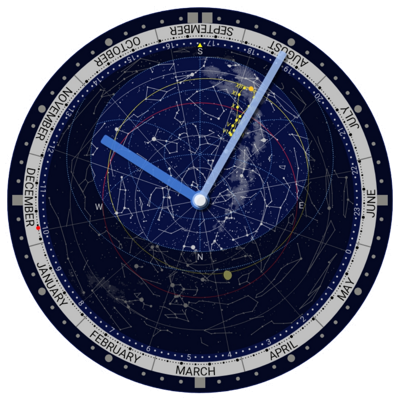 SEPTEMBER
AUGUST
JULY
JUNE
MAY
APRIL
MARCH
FEBRUARY
JANUARY
DECEMBER
NOVEMBER
OCTOBER
S
W
E
N